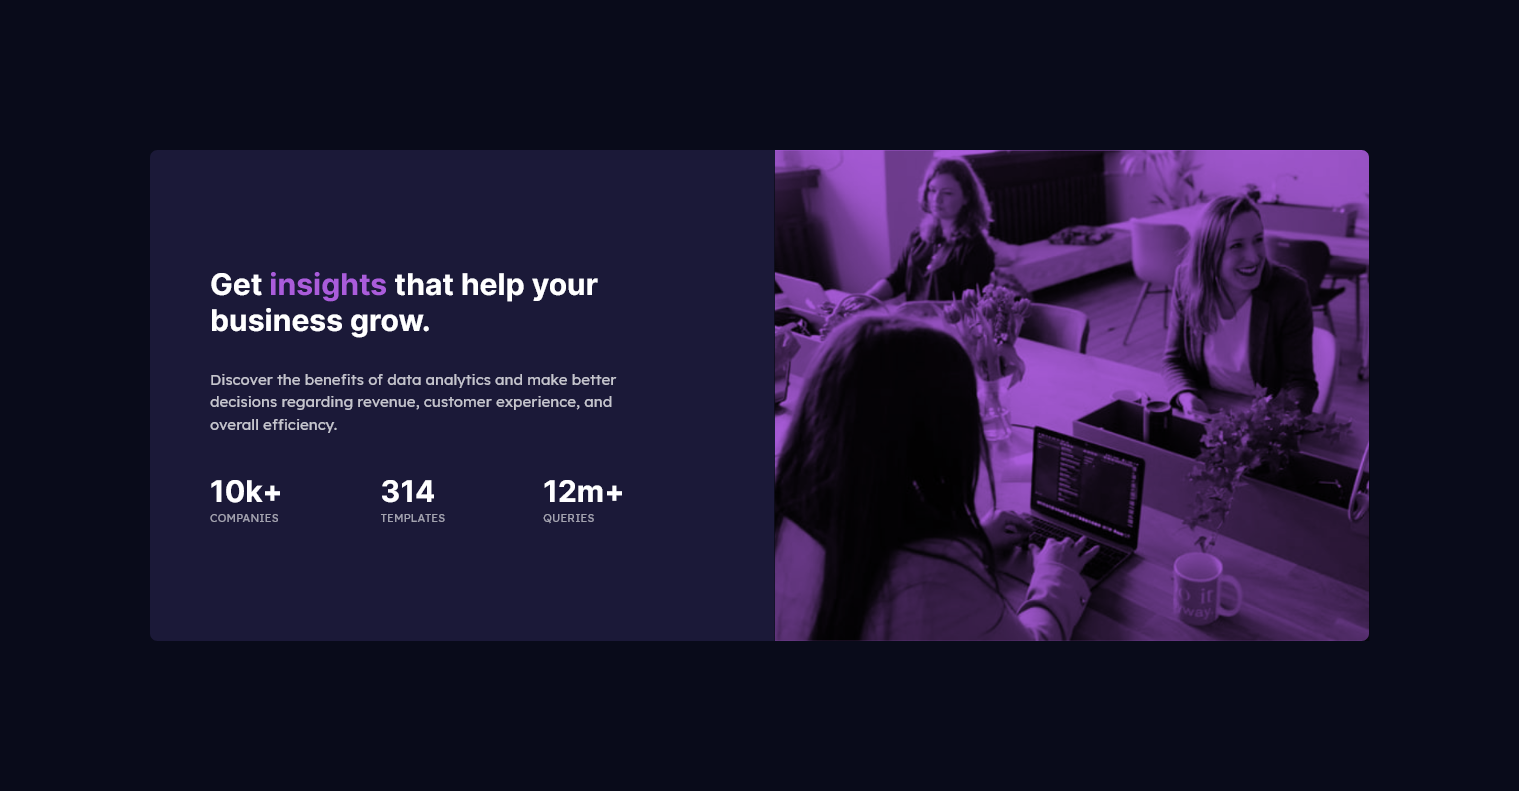 Get insights that help your
business grow.
Discover the benefits of data analytics and make better
decisions regarding revenue, customer experience, and
overall efficiency.
10k+ 314 12m+
COMPANIES TEMPLATES QUERIES
it